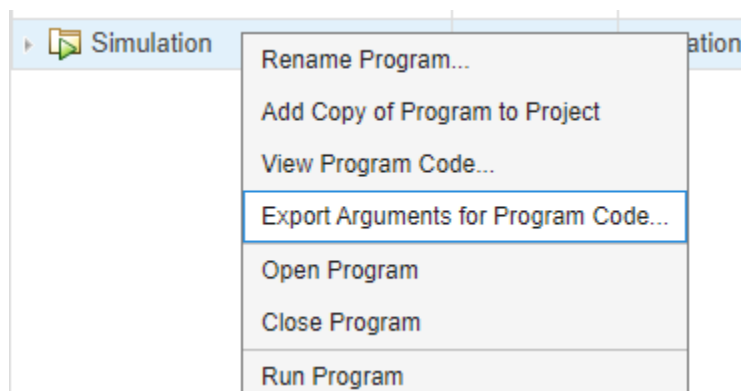 Simulation
ation
Rename Program...
Add Copy of Program to Project
View Program Code...
Export Arguments for Program Code...
Open Program
Close Program
Run Program